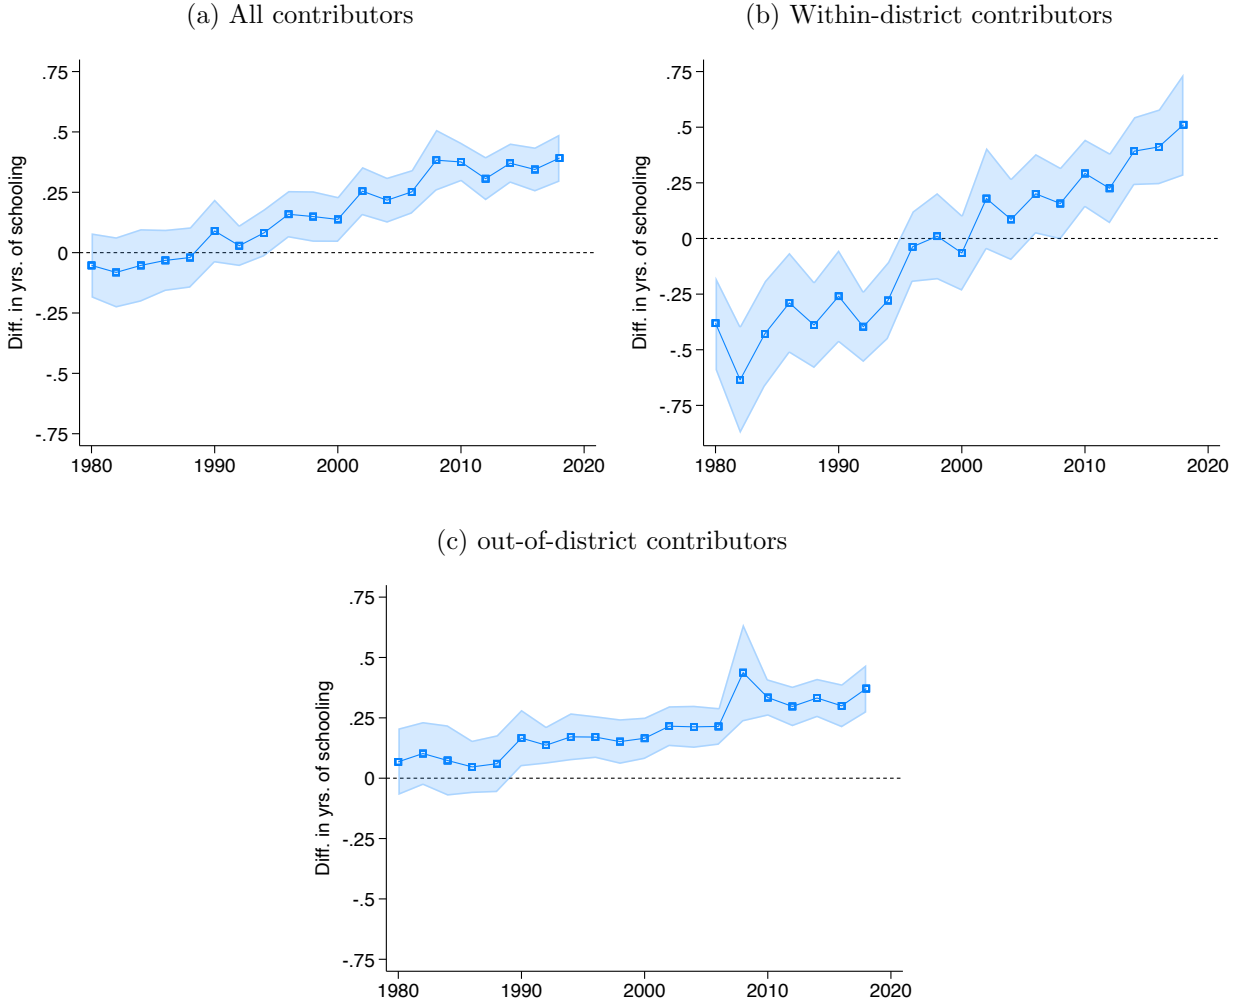 (a) All contributors
.75
.5
.25
0
-.25
-.5
-.75
Diff. in yrs. of schooling
1980 1990 2000 2010 2020
(b) Within-district contributors
.75
.5
.25
0
-.25
-.5
-.75
Diff. in yrs. of schooling
1980 1990 2000 2010 2020
(c) out-of-district contributors
.75
.5
.25
0
-.25
-.5
-.75
Diff. in yrs. of schooling
1980 1990 2000 2010 2020